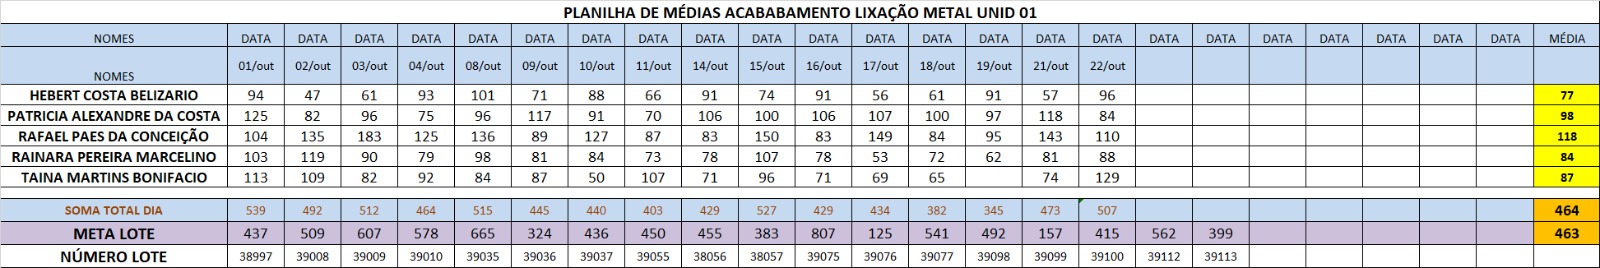 PLANILHA DE MÉDIAS ACABABAMENTO LIXAÇÃO METAL UNID 01
NOMES DATA DATA DATA DATA DATA DATA DATA DATA DATA DATA DATA DATA DATA DATA DATA DATA DATA DATA DATA DATA DATA DATA DATA MÉDIA
NOMES 01/out 02/out 03/out 04/out 08/out 09/out 10/out 11/out 14/out 15/out 16/out 17/out 18/out 19/out 21/out 22/out
HEBERT COSTA BELIZARIO 94 47 61 93 101 71 88 66 91 74 91 56 61 91 57 96 77
PATRICIA ALEXANDRE DA COSTA 125 82 96 75 96 117 91 70 106 100 106 107 100 97 118 84 98
RAFAEL PAES DA CONCEIÇÃO 104 135 183 125 136 89 127 87 83 150 83 149 84 95 143 110 118
RAINARA PEREIRA MARCELINO 103 119 90 79 98 81 84 73 78 107 78 53 72 62 81 88 84
TAINA MARTINS BONIFACIO 113 109 82 92 84 87 50 107 71 96 71 69 65 74 129 87
SOMA TOTAL DIA 539 492 512 464 515 445 440 403 429 527 429 434 382 345 473 507 464
META LOTE 437 509 607 578 665 324 436 450 455 383 807 125 541 492 157 415 562 399 463
NÚMERO LOTE 38997 39008 39009 39010 39035 39036 39037 39055 38056 38057 39075 39076 39077 39098 39099 39100 39112 39113